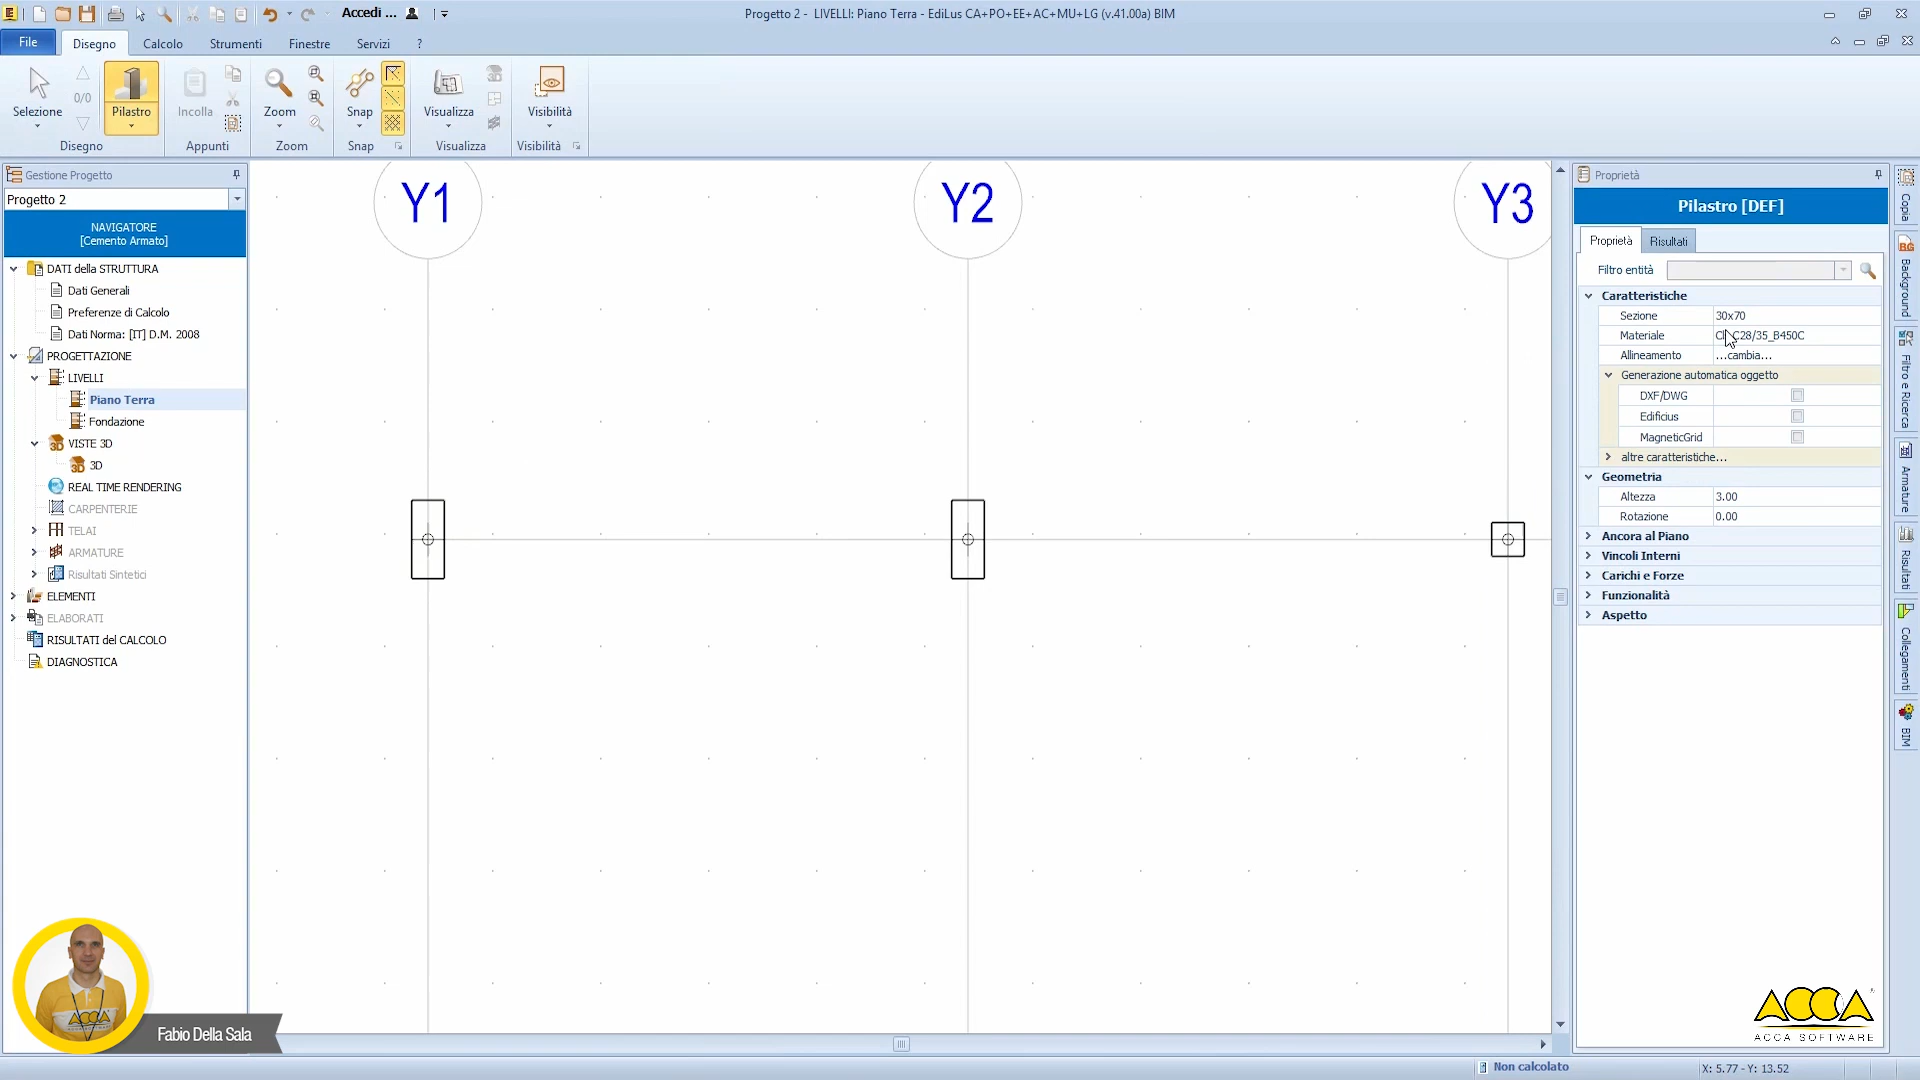 Accedi ...
Progetto 2 - LIVELLI: Piano Terra - EdiLus CA+PO+EE+AC+MU+LG (v.41.00a) BIM
File
Disegno
Calcolo
Strumenti
Finestre
Servizi
?
Selezione
0/0
Pilastro
Incolla
Zoom
Snap
Visualizza
Visibilità
Disegno
Appunti
Zoom
Snap
Visualizza
Visibilità
Gestione Progetto
Progetto 2
NAVIGATORE
[Cemento Armato]
DATI della STRUTTURA
Dati Generali
Preferenze di Calcolo
Dati Norma: [IT] D.M. 2008
PROGETTAZIONE
LIVELLI
Piano Terra
Fondazione
VISTE 3D
3D
REAL TIME RENDERING
CARPENTERIE
TELAI
ARMATURE
Risultati Sintetici
ELEMENTI
ELABORATI
RISULTATI del CALCOLO
DIAGNOSTICA
Fabio Della Sala
Y1
Y2
Y3
Proprietà
Pilastro [DEF]
Proprietà
Risultati
Filtro entità
Caratteristiche
Sezione 30x70
Materiale C28/35_B450C
Allineamento ...cambia...
Generazione automatica oggetto
DXF/DWG
Edificius
MagneticGrid
altre caratteristiche...
Geometria
Altezza 3.00
Rotazione 0.00
Ancora al Piano
Vincoli Interni
Carichi e Forze
Funzionalità
Aspetto
Copia
BG
Background
Filtro e Ricerca
Armature
Risultati
Collegamenti
BIM
ACCA
ACCA SOFTWARE
Non calcolato
X: 5.77 - Y: 13.52